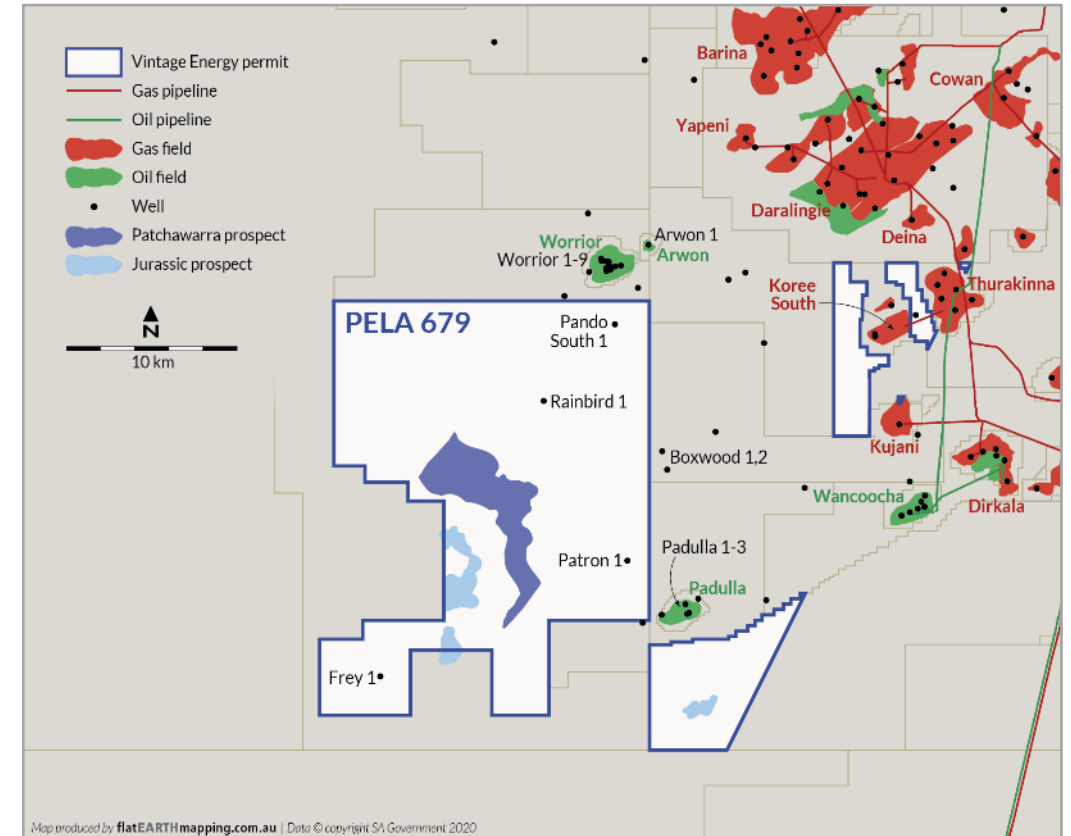 Vintage Energy permit
Gas pipeline
Oil pipeline
Gas field
Oil field
Well
Patchawarra prospect
Jurassic prospect
N
10 km
Barina
Cowan
Yapeni
Daralingie
Deina
Worrior
Worrior 1-9
Arwon 1
Arwon
Koree
South
Thurakinna
PELA 679
Pando
South 1
Rainbird 1
Boxwood 1,2
Kujani
Wancoocha
Dirkala
Patron 1
Padulla 1-3
Padulla
Frey 1
Map produced by flatEARTHmapping.com.au | Data © copyright SA Government 2020